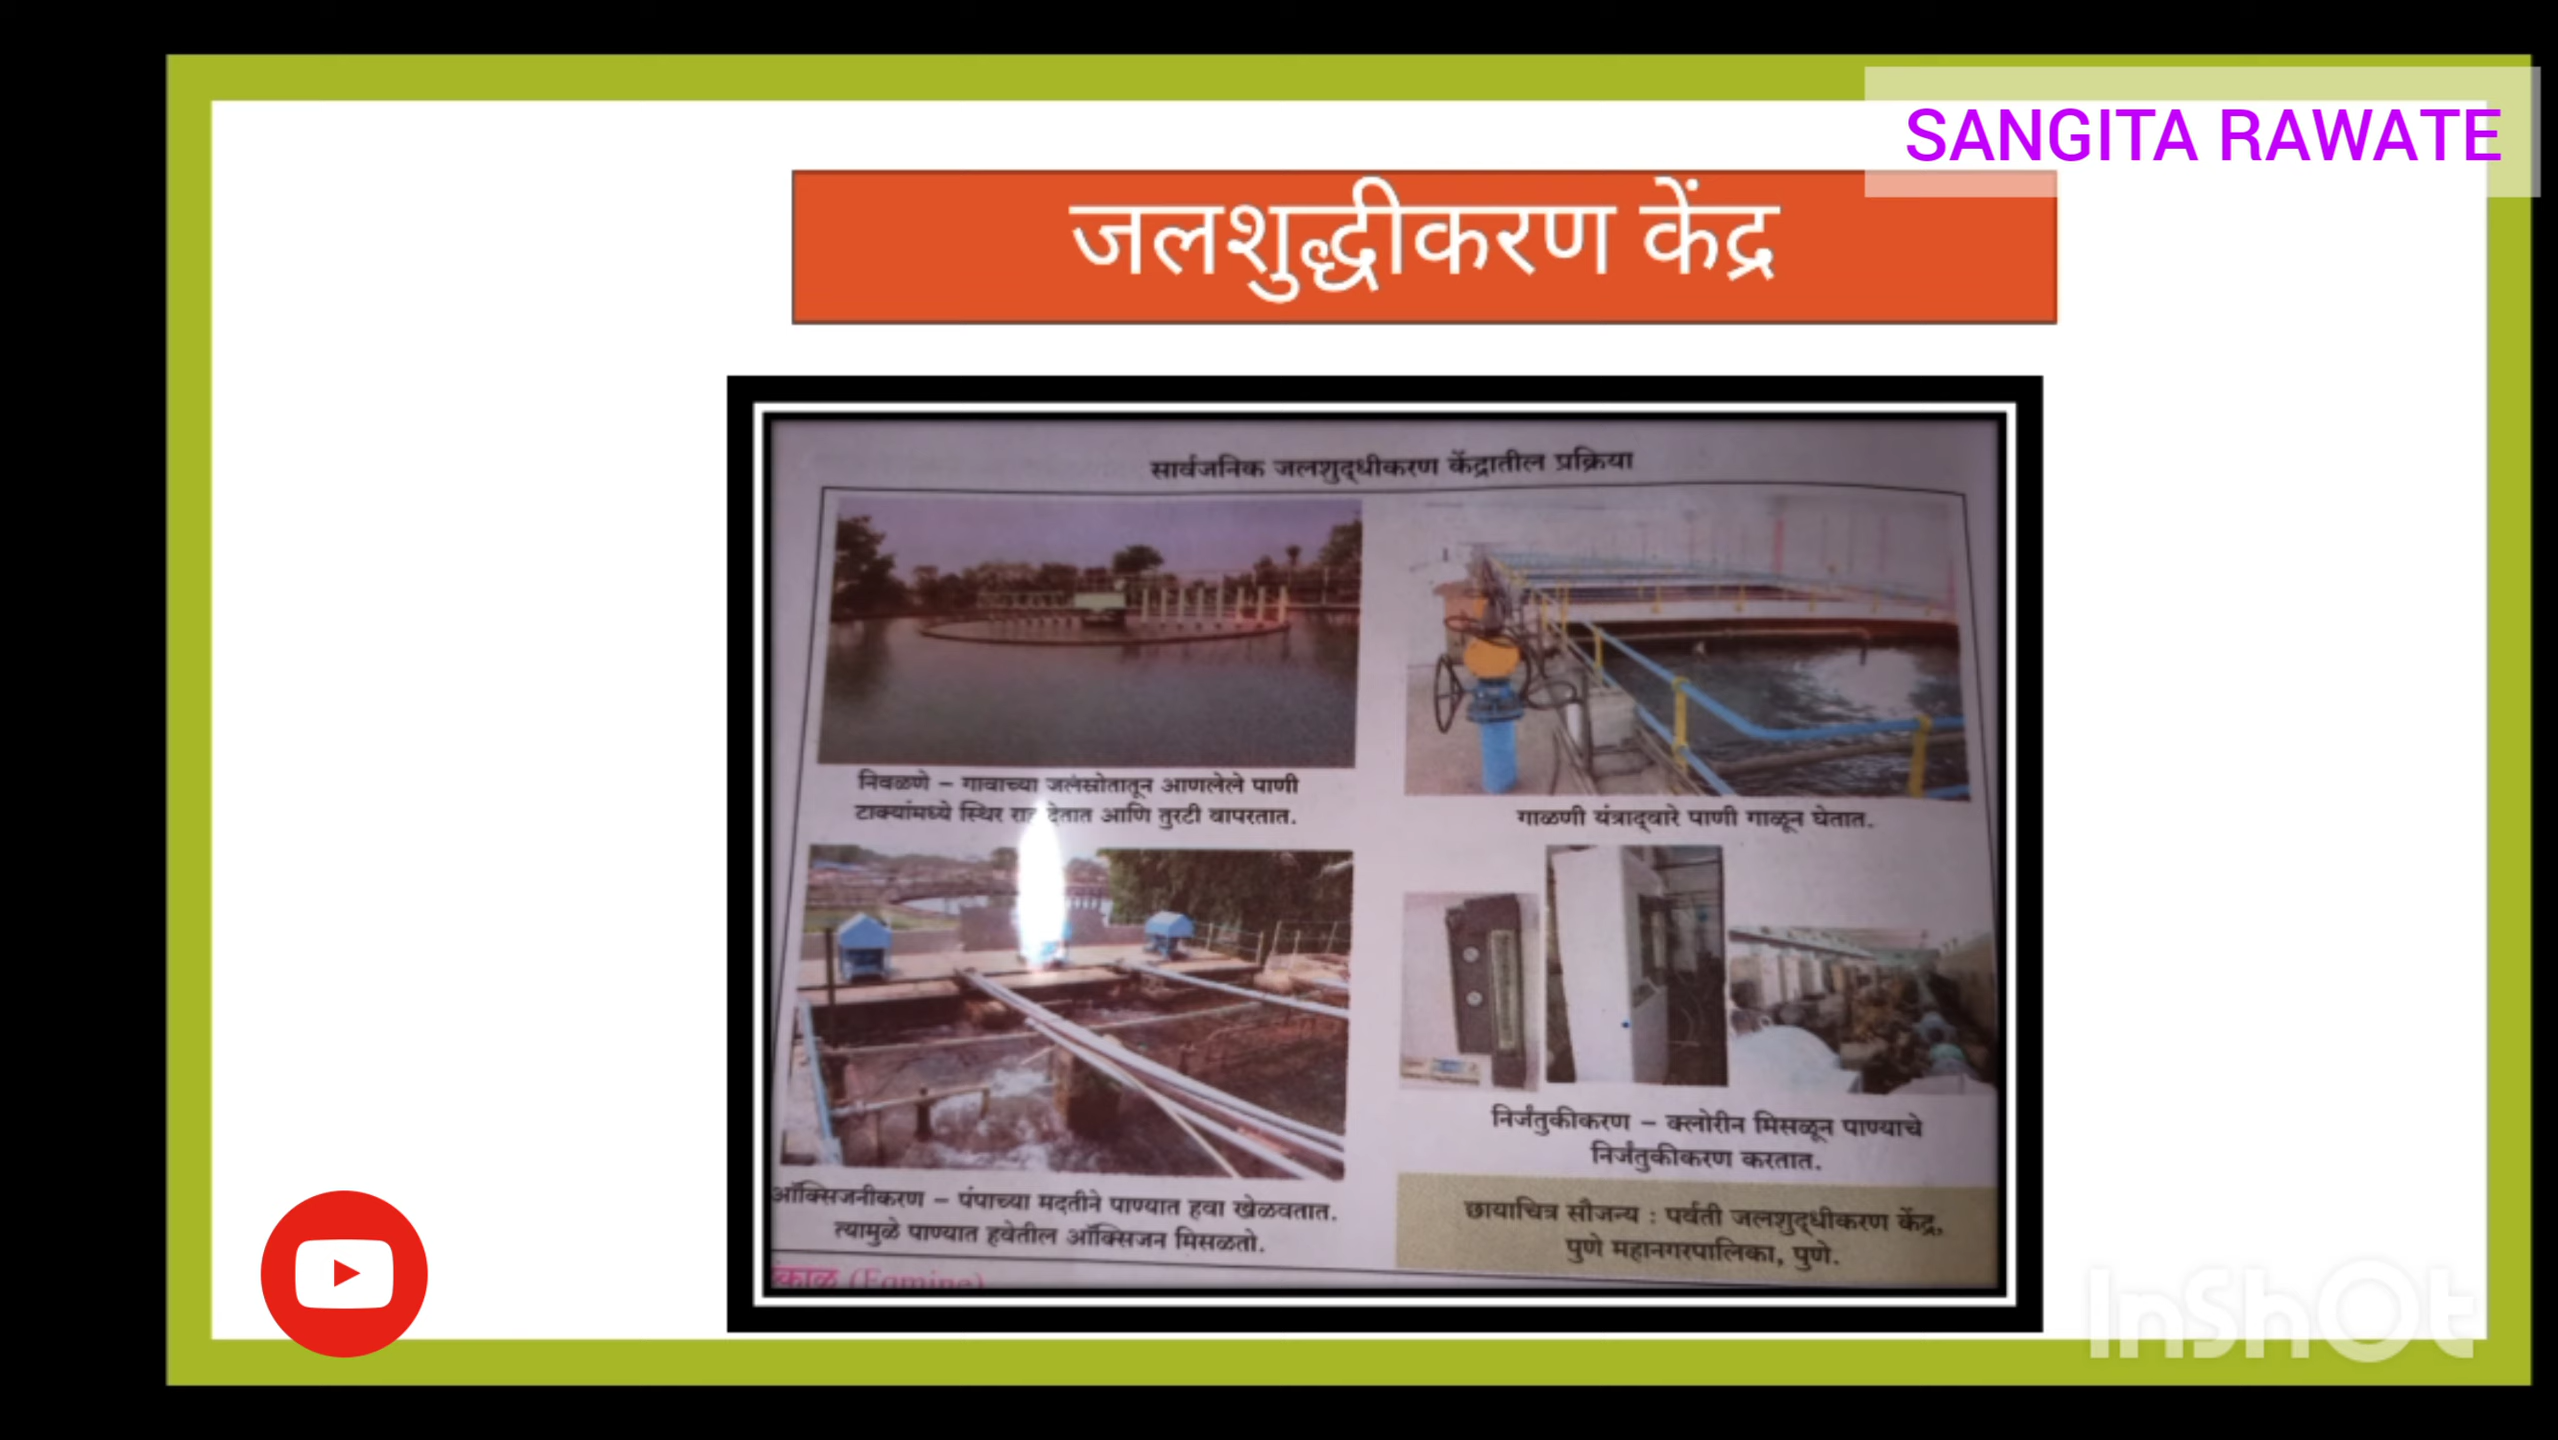 SANGITA RAWATE
जलशुद्धीकरण केंद्र
सार्वजनिक जलशुद्धीकरण केंद्रातील प्रक्रिया
निवळणे – गावाच्या जलस्रोतातून आणलेले पाणी
टाक्यांमध्ये स्थिर देतात आणि तुरटी वापरतात.
गाळणी यंत्राद्वारे पाणी गाळून घेतात.
ऑक्सिजनीकरण – पंपाच्या मदतीने पाण्यात हवा खेळवतात.
त्यामुळे पाण्यात हवेतील ऑक्सिजन मिसळतो.
निर्जंतुकीकरण – क्लोरीन मिसळून पाण्याचे
निर्जंतुकीकरण करतात.
छायाचित्र सौजन्य : पर्वती जलशुद्धीकरण केंद्र,
पुणे महानगरपालिका, पुणे.
(Famine)
InShOt